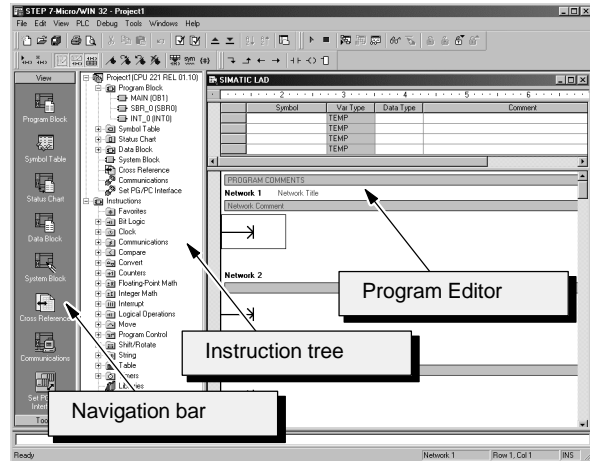 STEP 7-Micro/WIN 32 - Project1
File Edit View PLC Debug Tools Windows Help
View
Program Block
Symbol Table
Status Chart
Data Block
System Block
Cross Reference
Communications
Project1(CPU 221 REL 01.10)
Program Block
MAIN (OB1)
SBR_0 (SBR0)
INT_0 (INT0)
Symbol Table
Status Chart
Data Block
System Block
Cross Reference
Communications
Set PG/PC Interface
Instructions
Favorites
Bit Logic
Clock
Communications
Compare
Convert
Counters
Floating-Point Math
Integer Math
Interrupt
Logical Operations
Move
Program Control
Shift/Rotate
String
Table
SIMATIC LAD
2 3 4 5 6
Symbol Var Type Data Type Comment
TEMP
TEMP
TEMP
TEMP
PROGRAM COMMENTS
Network 1 Network Title
Network Comment
Network 2
Program Editor
Instruction tree
Navigation bar
Ready Network 1 Row 1, Col 1 INS